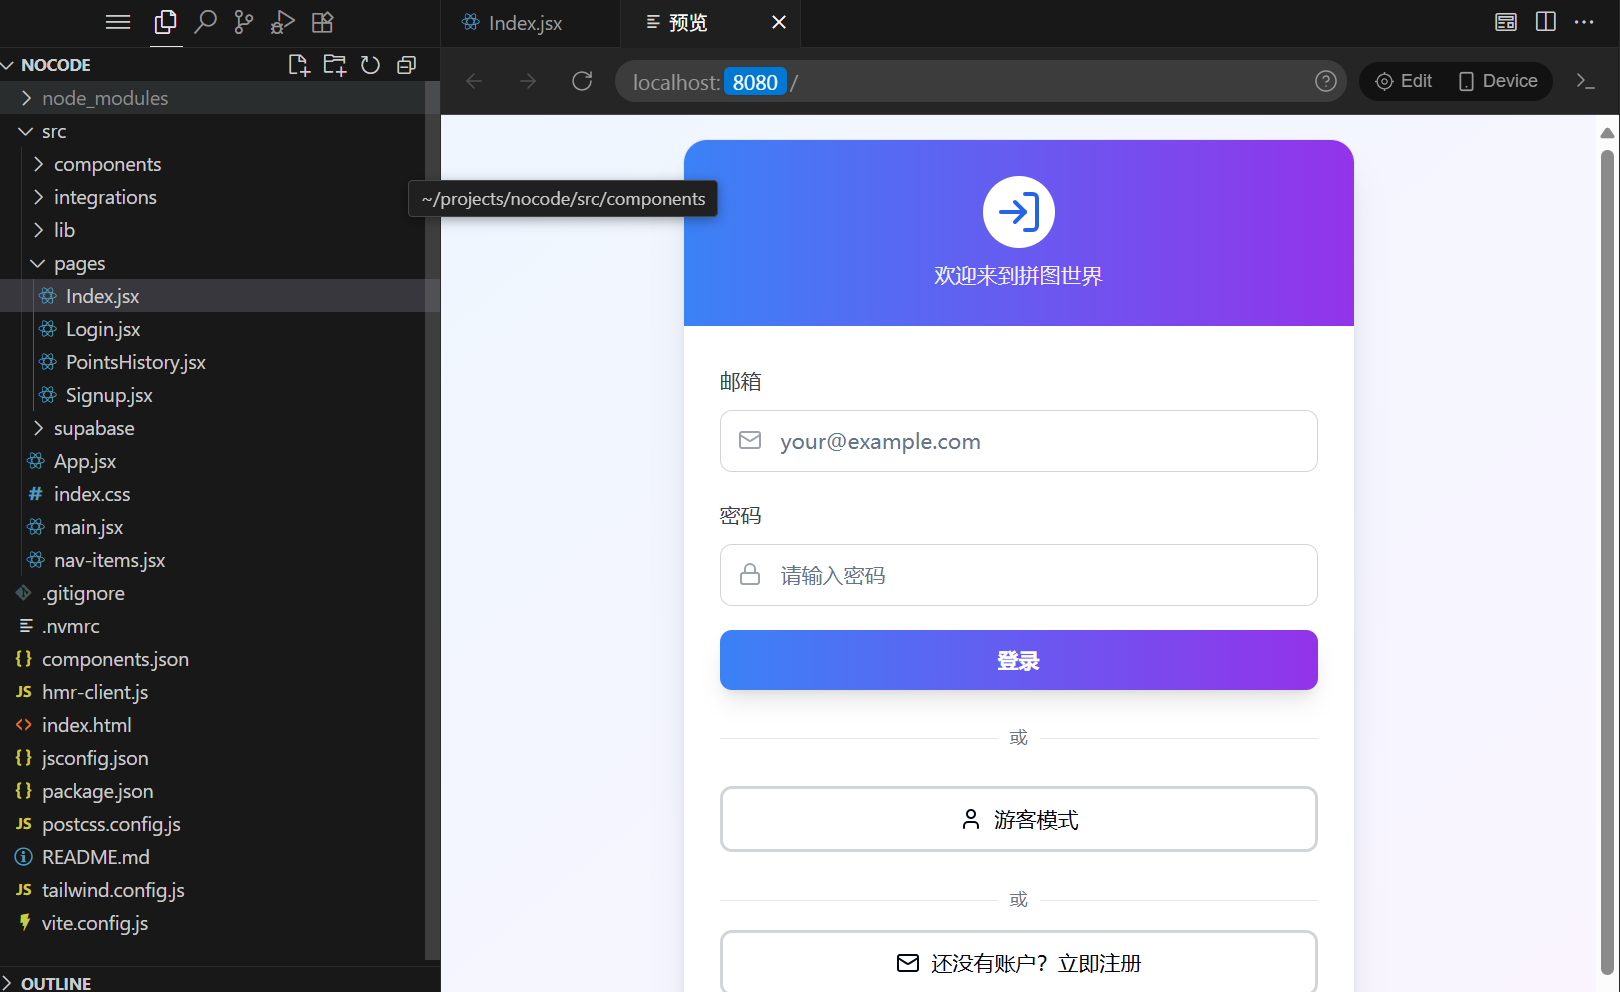 Index.jsx
预览
NOCODE
localhost: 8080 /
Edit
Device
node_modules
src
components
integrations
lib
pages
Index.jsx
Login.jsx
PointsHistory.jsx
Signup.jsx
supabase
App.jsx
# index.css
main.jsx
nav-items.jsx
.gitignore
.nvmrc
{} components.json
JS hmr-client.js
<> index.html
{} jsconfig.json
{} package.json
JS postcss.config.js
README.md
JS tailwind.config.js
vite.config.js
OUTLINE
~/projects/nocode/src/components
欢迎来到拼图世界
邮箱
your@example.com
密码
请输入密码
登录
或
游客模式
或
还没有账户？立即注册